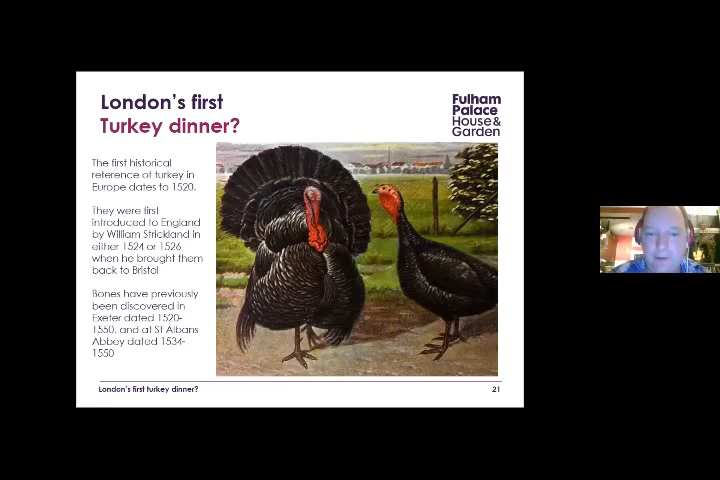 London's first
Turkey dinner?
Fulham
Palace
House &
Garden
The first historical
reference of turkey in
Europe dates to 1520.
They were first
introduced to England
by William Strickland in
either 1524 or 1526
when he brought them
back to Bristol
Bones have previously
been discovered in
Exeter dated 1520-
1550, and at St Albans
Abbey dated 1534-
1550
London's first turkey dinner?
21